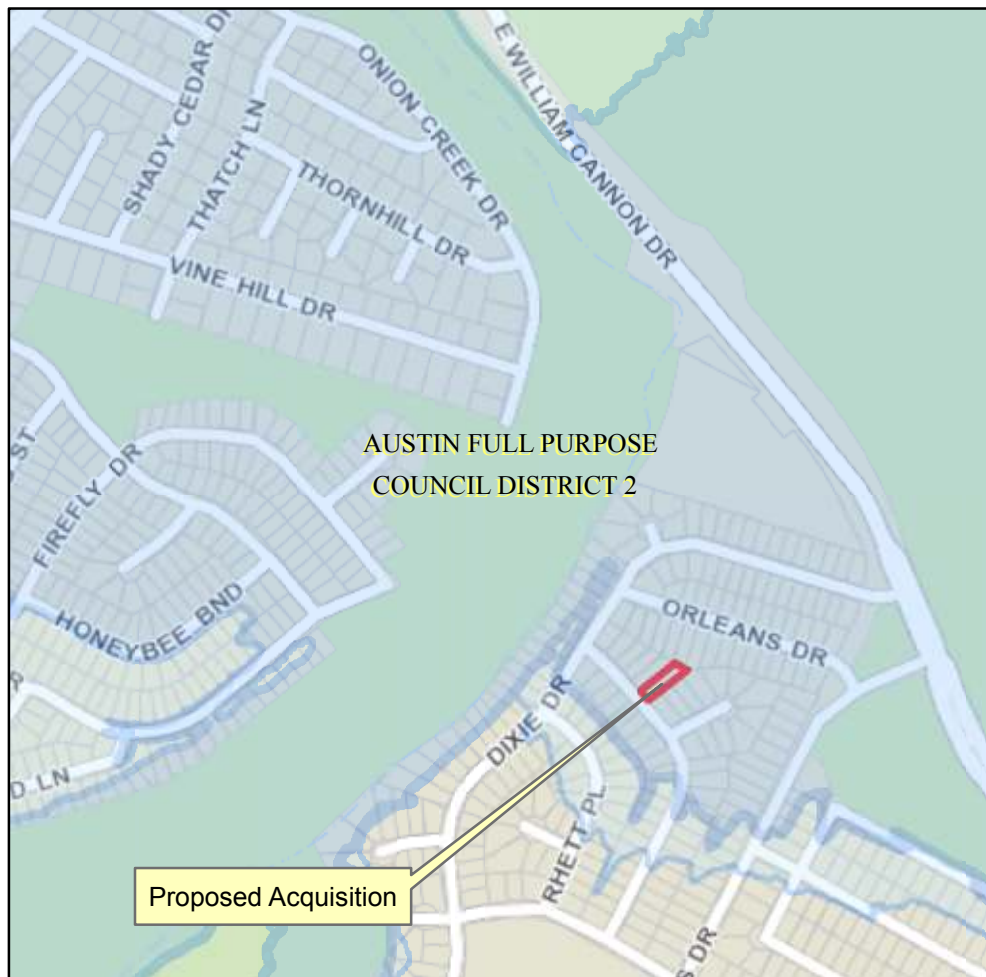 SHADY CEDAR DR
THATCH LN
ONION CREEK DR
E WILLIAM CANNON DR
THORNHILL DR
VINE HILL DR
AUSTIN FULL PURPOSE
COUNCIL DISTRICT 2
ST
FIREFLY DR
HONEYBEE BND
ORLEANS DR
DIXIE DR
D LN
RHETT PL
Proposed Acquisition
S DR